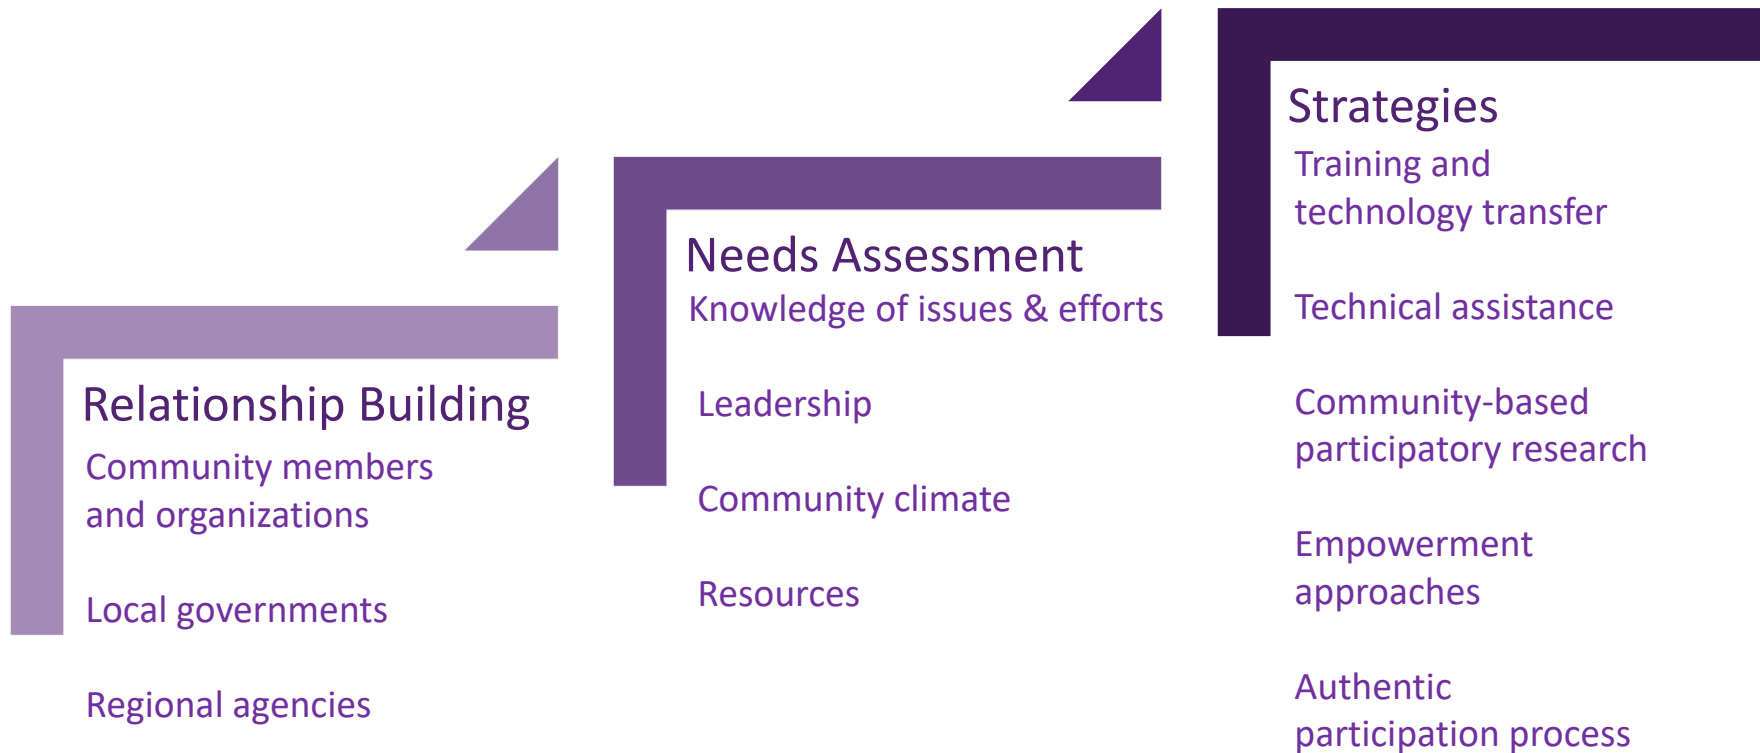 Relationship Building
Community members
and organizations
Local governments
Regional agencies
Needs Assessment
Knowledge of issues & efforts
Leadership
Community climate
Resources
Strategies
Training and
technology transfer
Technical assistance
Community-based
participatory research
Empowerment
approaches
Authentic
participation process